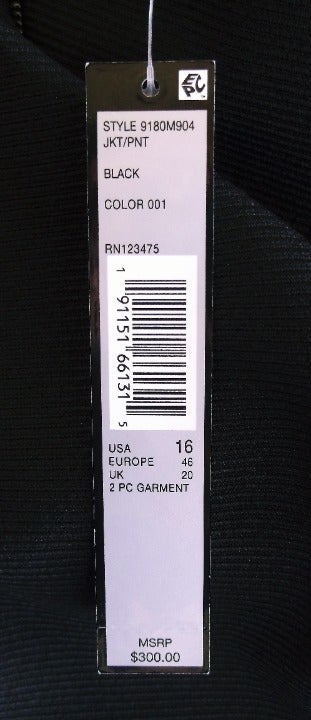 ECPC
STYLE 9180M904
JKT/PNT
BLACK
COLOR 001
RN123475
1 91151 66131 5
USA 16
EUROPE 46
UK 20
2 PC GARMENT
MSRP
$300.00